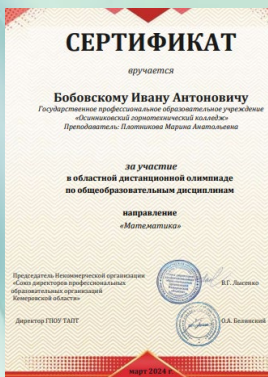 СЕРТИФИКАТ
вручается
Бобовскому Ивану Антоновичу
Государственное профессиональное образовательное учреждение
«Осинниковский горнотехнический колледж»
Преподаватель: Плотникова Марина Анатольевна
за участие
в областной дистанционной олимпиаде
по общеобразовательным дисциплинам
направление
«Математика»
Председатель Некоммерческой организации
«Союз директоров профессиональных
образовательных организаций
Кемеровской области»
В.Г. Лысенко
Директор ГПОУ ТАПТ
О.А. Белинский
март 2024 г.